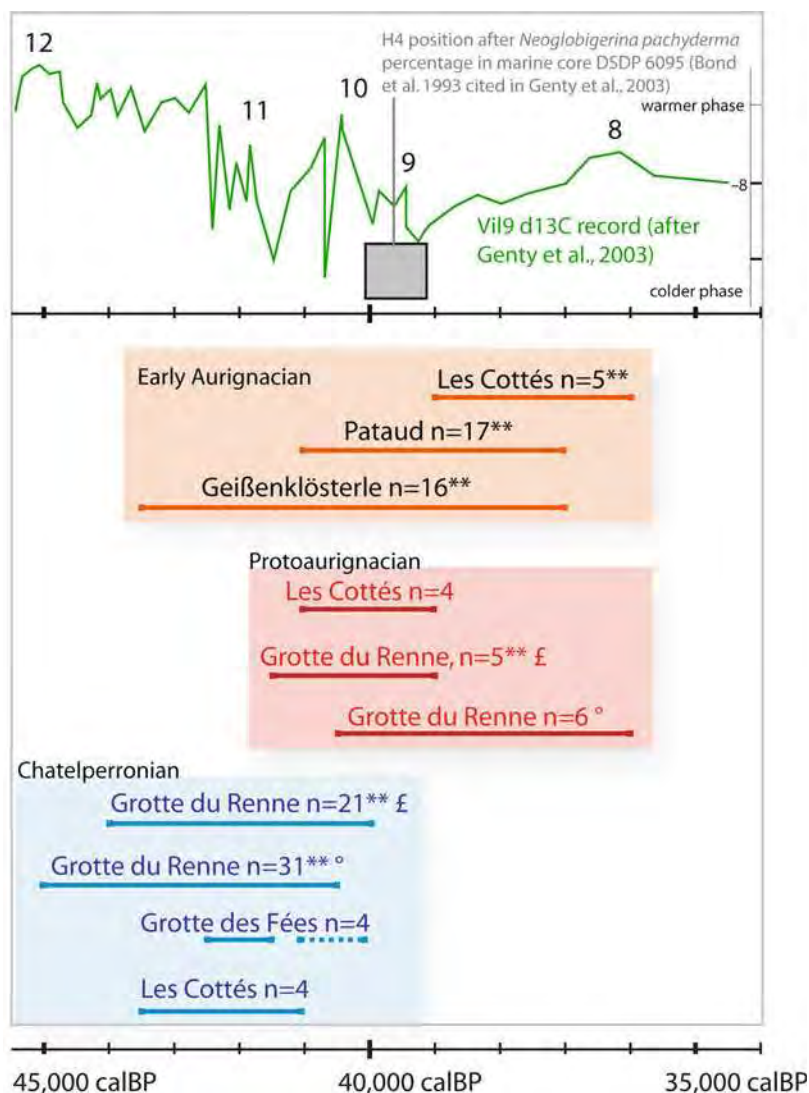 12
H4 position after Neoglobigerina pachyderma
percentage in marine core DSDP 6095 (Bond
et al. 1993 cited in Genty et al., 2003)
10
11
warmer phase
8
9
–8
Vil9 d13C record (after
Genty et al., 2003)
colder phase
Early Aurignacian
Les Cottés n=5**
Pataud n=17**
Geißenklösterle n=16**
Protoaurignacian
Les Cottés n=4
Grotte du Renne, n=5** £
Grotte du Renne n=6 °
Chatelperronian
Grotte du Renne n=21** £
Grotte du Renne n=31** °
Grotte des Fées n=4
Les Cottés n=4
45,000 calBP
40,000 calBP
35,000 calBP